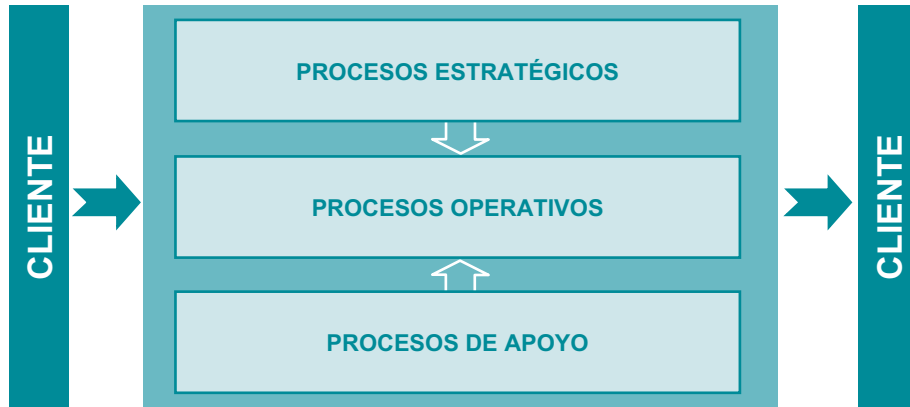 CLIENTE
PROCESOS ESTRATÉGICOS
PROCESOS OPERATIVOS
PROCESOS DE APOYO
CLIENTE